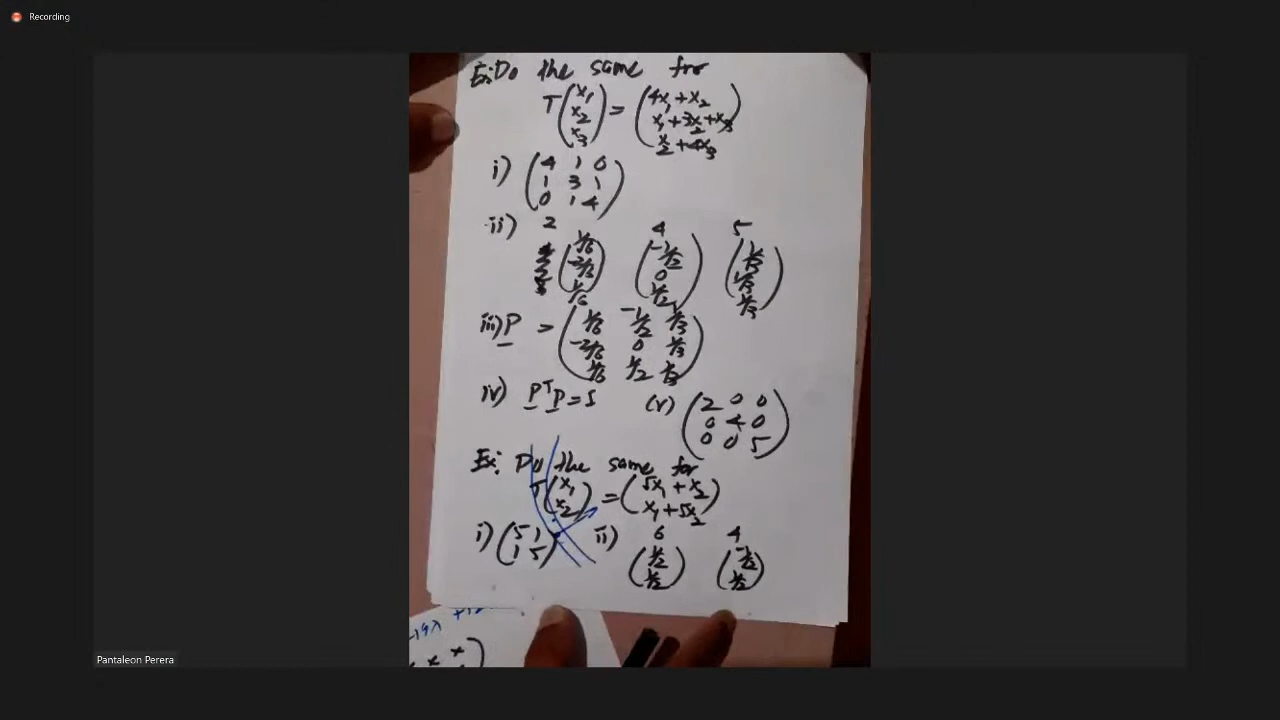 Recording
Ex: Do the same for
T(x1 x2 x3) = (4x1+x2 x1+3x2+x3 x2+4x3)
i) (4 1 0
1 3 1
0 1 4)
ii) 2 4 5
(1/√6 -2/√6 1/√6) (-1/√2 0 1/√2) (1/√3 1/√3 1/√3)
iii) P = (1/√6 -1/√2 1/√3
-2/√6 0 1/√3
1/√6 1/√2 1/√3)
iv) PᵀP = I (v) (2 0 0
0 4 0
0 0 5)
Ex: Do the same for
T(x1 x2) = (5x1+x2 x1+5x2)
i) (5 1
1 5) ii) 6 4
(1/√2 1/√2) (-1/√2 1/√2)
-19λ
x x
Pantaleon Perera